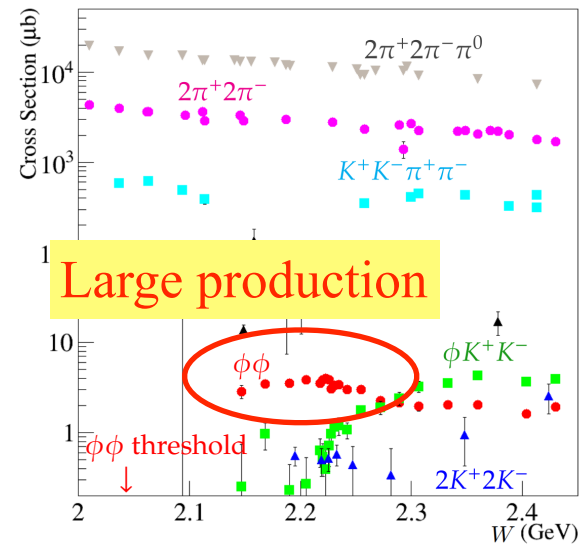 Cross Section (μb)
10⁴
10³
1
10
1
2π⁺2π⁻π⁰
2π⁺2π⁻
K⁺K⁻π⁺π⁻
Large production
ϕϕ
ϕK⁺K⁻
ϕϕ threshold
2K⁺2K⁻
2 2.1 2.2 2.3 2.4
W (GeV)